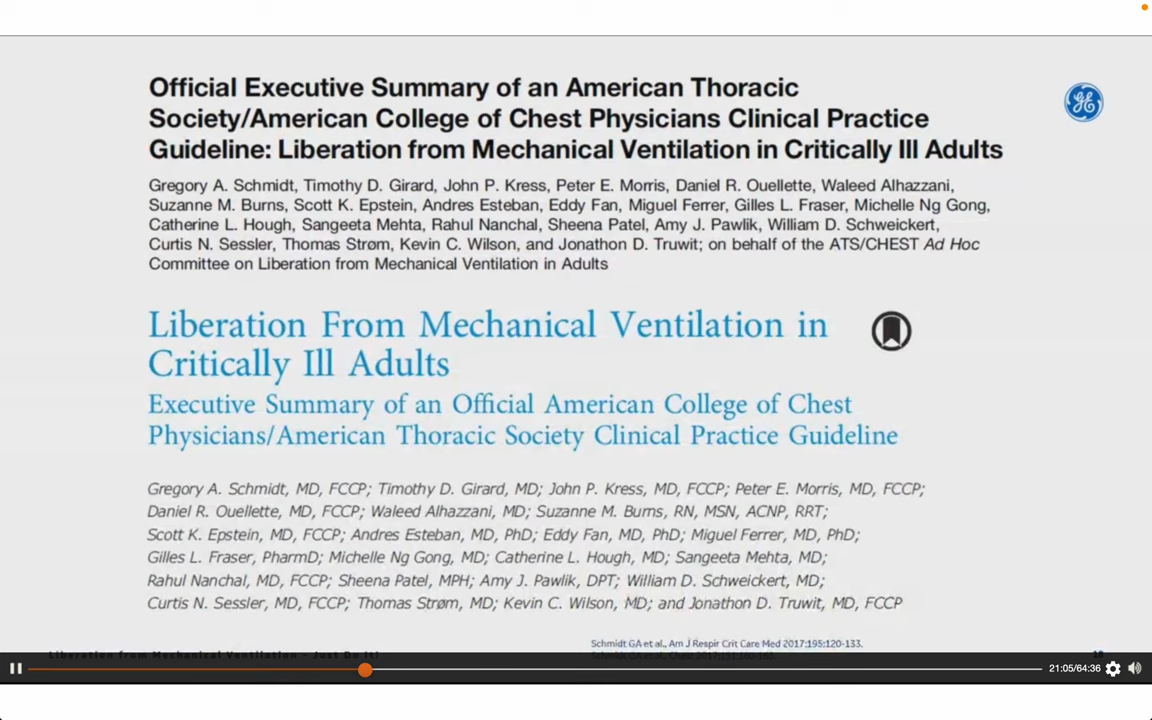 Official Executive Summary of an American Thoracic
Society/American College of Chest Physicians Clinical Practice
Guideline: Liberation from Mechanical Ventilation in Critically Ill Adults
Gregory A. Schmidt, Timothy D. Girard, John P. Kress, Peter E. Morris, Daniel R. Ouellette, Waleed Alhazzani,
Suzanne M. Burns, Scott K. Epstein, Andres Esteban, Eddy Fan, Miguel Ferrer, Gilles L. Fraser, Michelle Ng Gong,
Catherine L. Hough, Sangeeta Mehta, Rahul Nanchal, Sheena Patel, Amy J. Pawlik, William D. Schweickert,
Curtis N. Sessler, Thomas Strøm, Kevin C. Wilson, and Jonathon D. Truwit; on behalf of the ATS/CHEST Ad Hoc
Committee on Liberation from Mechanical Ventilation in Adults
Liberation From Mechanical Ventilation in
Critically Ill Adults
Executive Summary of an Official American College of Chest
Physicians/American Thoracic Society Clinical Practice Guideline
Gregory A. Schmidt, MD, FCCP; Timothy D. Girard, MD; John P. Kress, MD, FCCP; Peter E. Morris, MD, FCCP;
Daniel R. Ouellette, MD, FCCP; Waleed Alhazzani, MD; Suzanne M. Burns, RN, MSN, ACNP, RRT;
Scott K. Epstein, MD, FCCP; Andres Esteban, MD, PhD; Eddy Fan, MD, PhD; Miguel Ferrer, MD, PhD;
Gilles L. Fraser, PharmD; Michelle Ng Gong, MD; Catherine L. Hough, MD; Sangeeta Mehta, MD;
Rahul Nanchal, MD, FCCP; Sheena Patel, MPH; Amy J. Pawlik, DPT; William D. Schweickert, MD;
Curtis N. Sessler, MD, FCCP; Thomas Strøm, MD; Kevin C. Wilson, MD; and Jonathon D. Truwit, MD, FCCP
Schmidt GA et al., Am J Respir Crit Care Med 2017;195:120-133.
Liberation from Mechanical Ventilation - Just Do It!
21:05/64:36